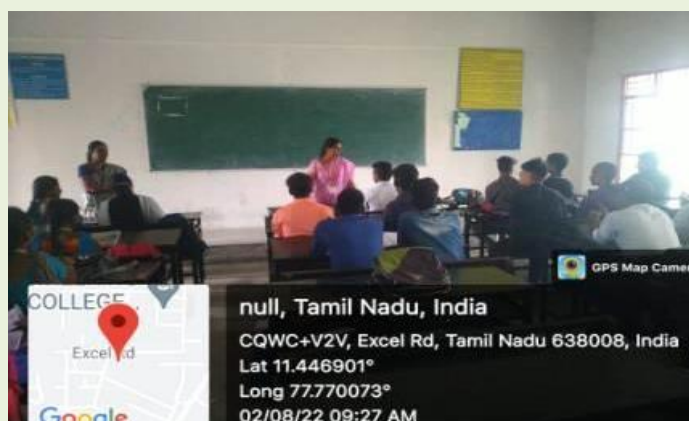 GPS Map Camer
COLLEGE
Excel Rd
Google
null, Tamil Nadu, India
CQWC+V2V, Excel Rd, Tamil Nadu 638008, India
Lat 11.446901°
Long 77.770073°
02/08/22 09:27 AM